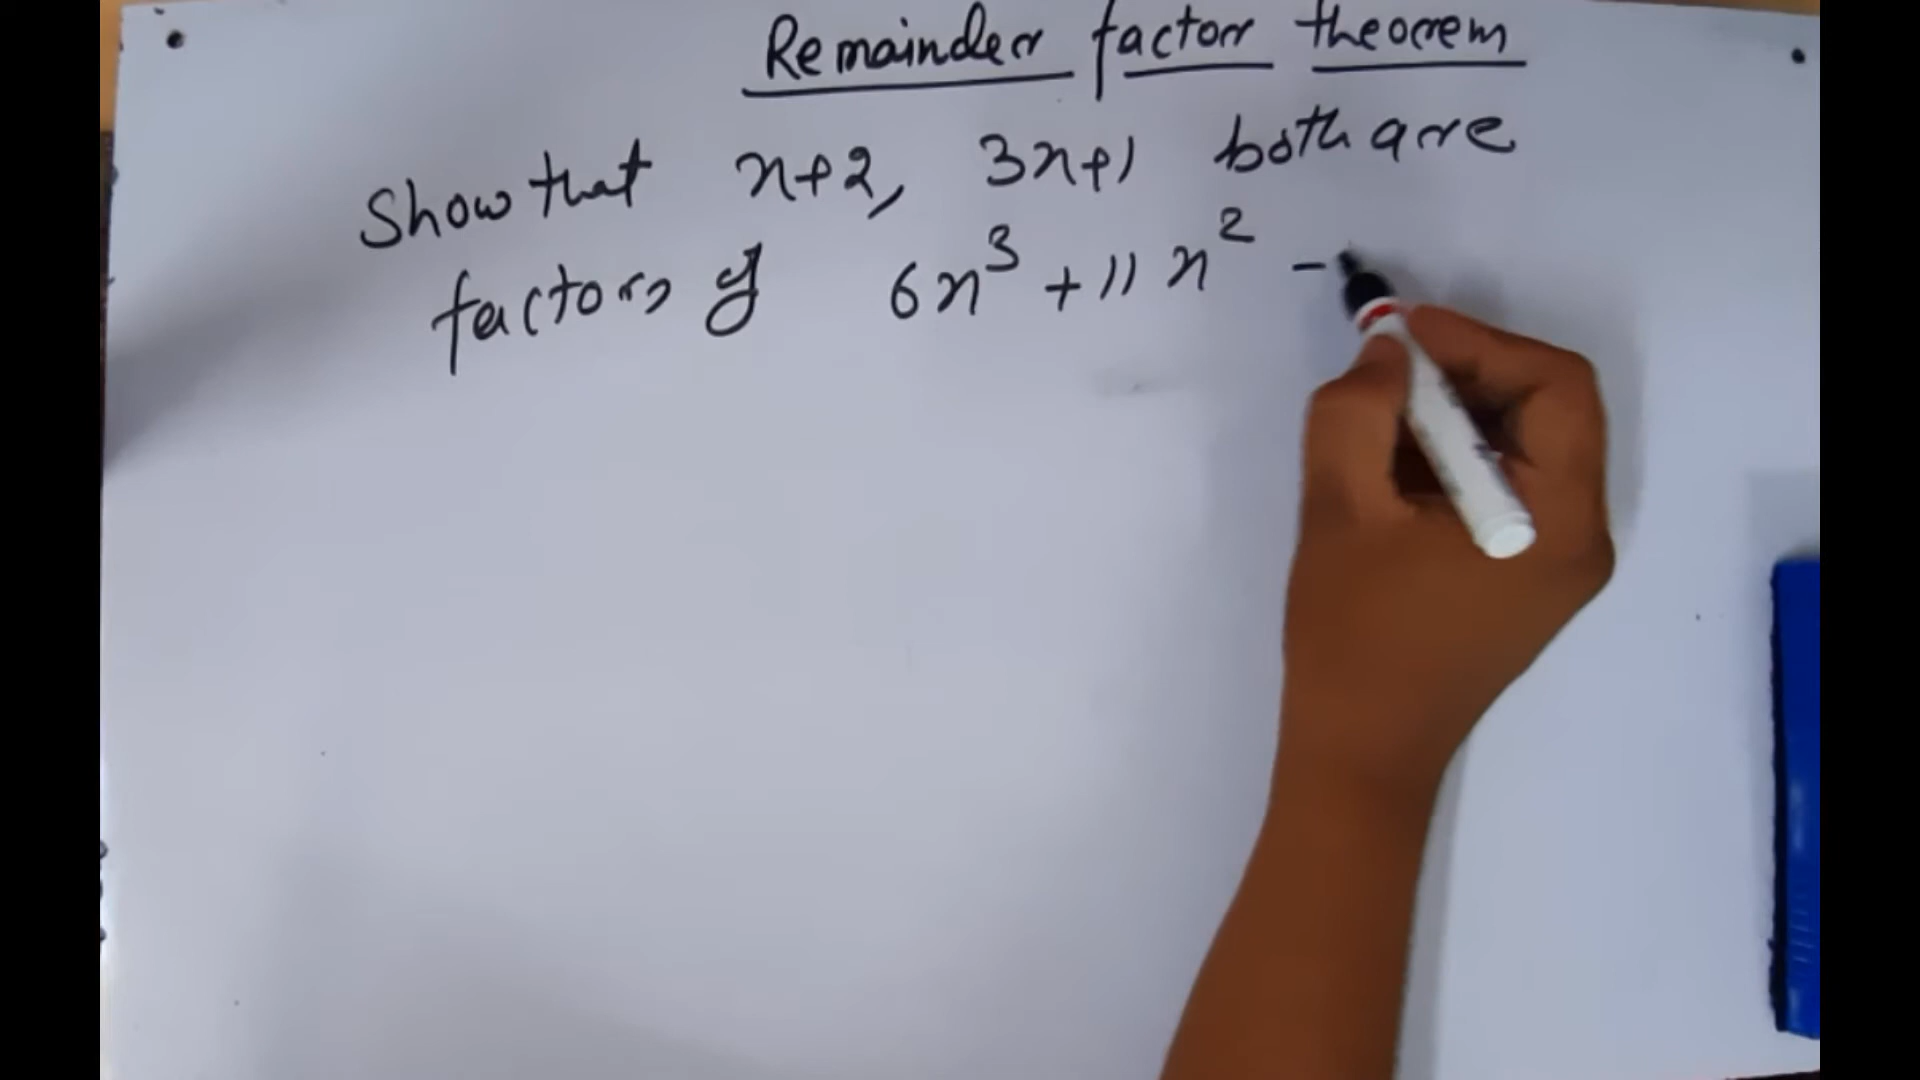 Remainder factor theorem
Show that x+2, 3x+1 both are
factors of 6x³ + 11x² -